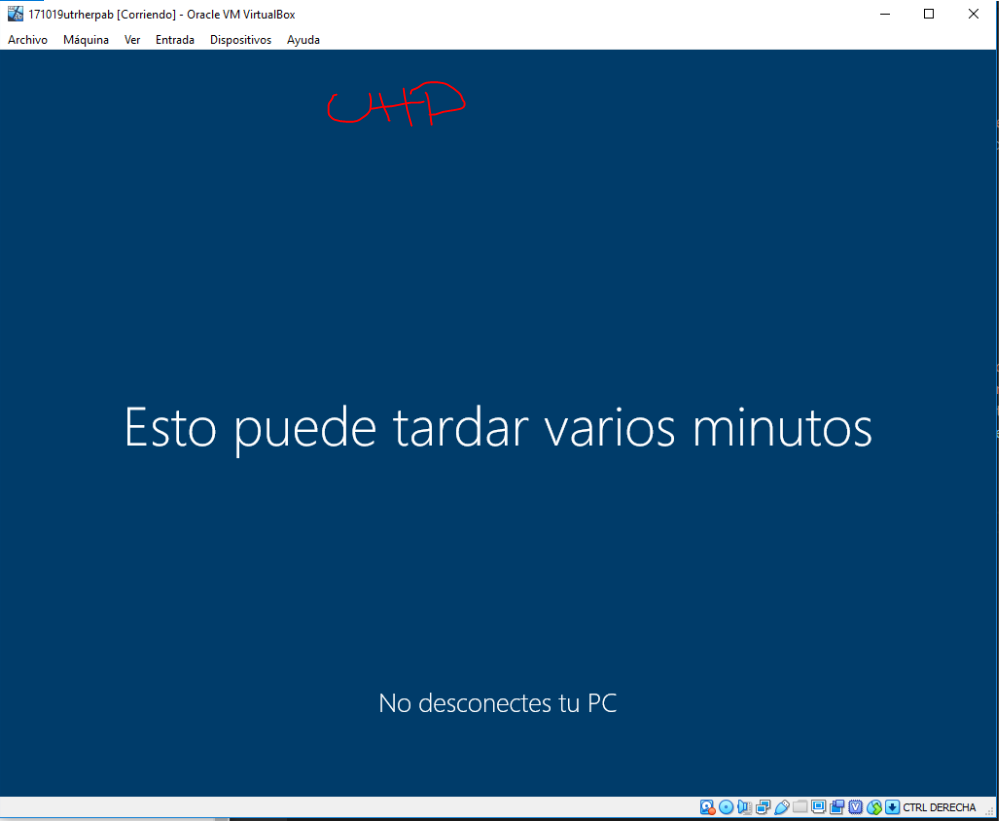 171019utrherpab [Corriendo] - Oracle VM VirtualBox
Archivo Máquina Ver Entrada Dispositivos Ayuda
CHP
Esto puede tardar varios minutos
No desconectes tu PC
CTRL DERECHA